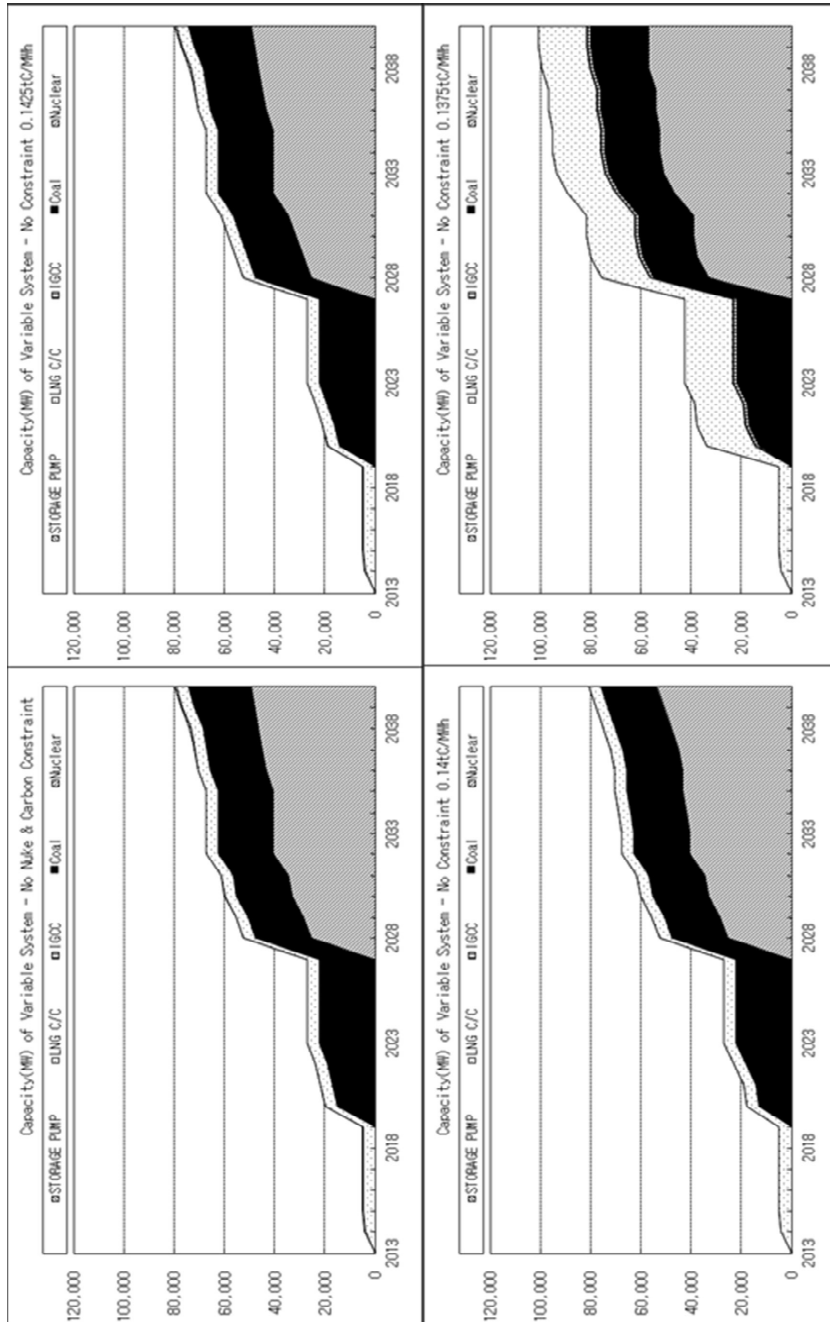 Capacity(MW) of Variable System - No Nuke & Carbon Constraint
STORAGE PUMP LNG C/C IGCC Coal Nuclear
120,000
100,000
80,000
60,000
40,000
20,000
0
2013 2018 2023 2028 2033 2038
Capacity(MW) of Variable System - No Constraint 0.1425tC/MWh
STORAGE PUMP LNG C/C IGCC Coal Nuclear
120,000
100,000
80,000
60,000
40,000
20,000
0
2013 2018 2023 2028 2033 2038
Capacity(MW) of Variable System - No Constraint 0.14tC/MWh
STORAGE PUMP LNG C/C IGCC Coal Nuclear
120,000
100,000
80,000
60,000
40,000
20,000
0
2013 2018 2023 2028 2033 2038
Capacity(MW) of Variable System - No Constraint 0.1375tC/MWh
STORAGE PUMP LNG C/C IGCC Coal Nuclear
120,000
100,000
80,000
60,000
40,000
20,000
0
2013 2018 2023 2028 2033 2038